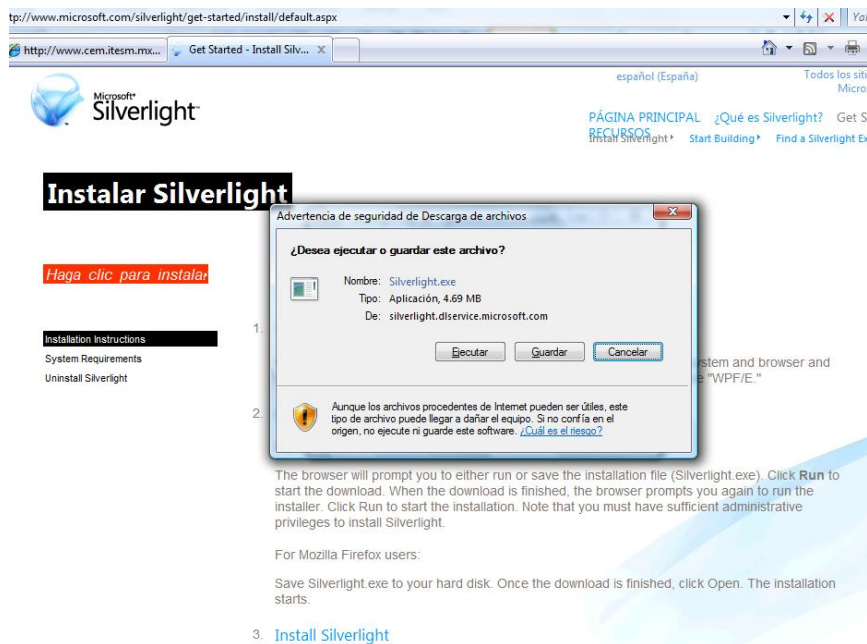 tp://www.microsoft.com/silverlight/get-started/install/default.aspx
http://www.cem.itesm.mx...
Get Started - Install Silv...
español (España)
Todos los siti
Micro
Microsoft®
Silverlight™
PÁGINA PRINCIPAL ¿Qué es Silverlight? Get S
RECURSOS
Install Silverlight Start Building Find a Silverlight Ex
Instalar Silverlight
Haga clic para instalar
Installation Instructions
System Requirements
Uninstall Silverlight
Advertencia de seguridad de Descarga de archivos
¿Desea ejecutar o guardar este archivo?
Nombre: Silverlight.exe
Tipo: Aplicación, 4.69 MB
De: silverlight.dlservice.microsoft.com
Ejecutar Guardar Cancelar
Aunque los archivos procedentes de Internet pueden ser útiles, este
tipo de archivo puede llegar a dañar el equipo. Si no confía en el
origen, no ejecute ni guarde este software. ¿Cuál es el riesgo?
1.
stem and browser and
"WPF/E."
2.
The browser will prompt you to either run or save the installation file (Silverlight.exe). Click Run to
start the download. When the download is finished, the browser prompts you again to run the
installer. Click Run to start the installation. Note that you must have sufficient administrative
privileges to install Silverlight.
For Mozilla Firefox users:
Save Silverlight.exe to your hard disk. Once the download is finished, click Open. The installation
starts.
3. Install Silverlight